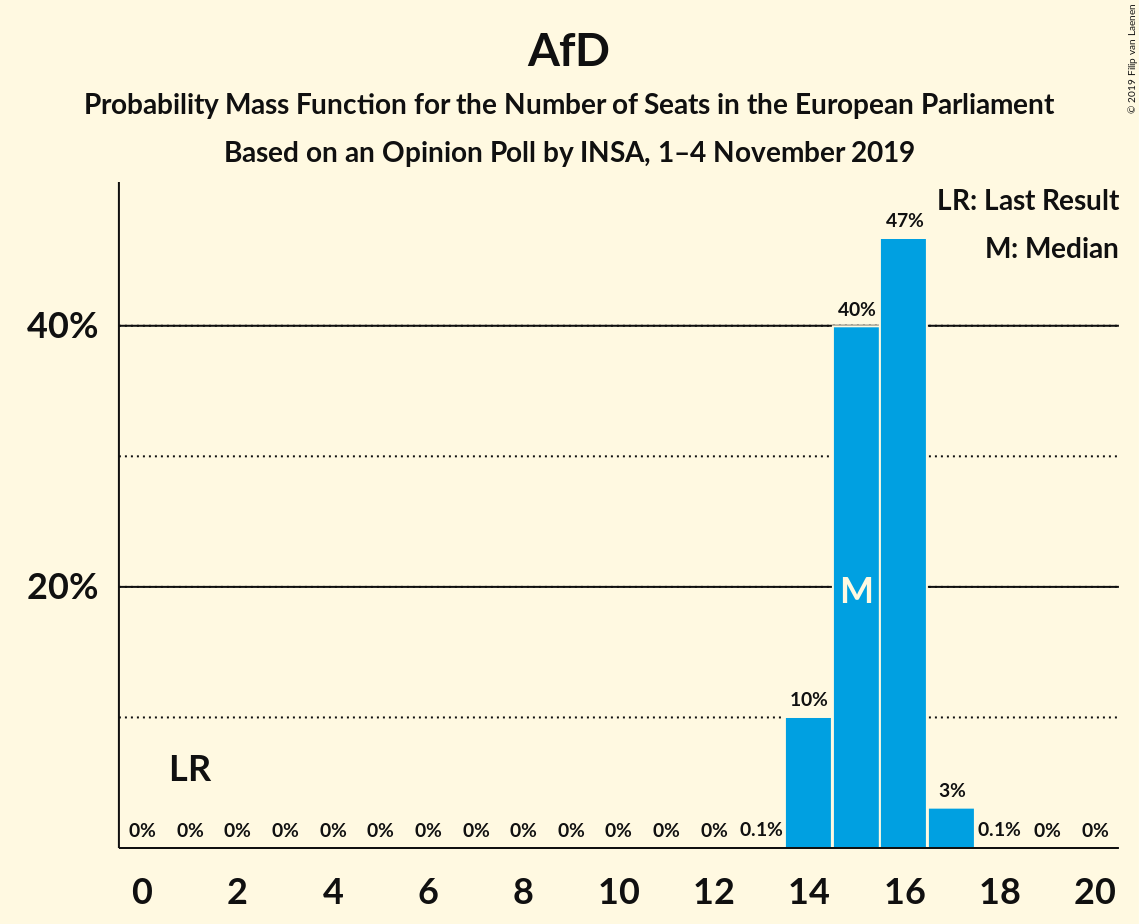 AfD
Probability Mass Function for the Number of Seats in the European Parliament
Based on an Opinion Poll by INSA, 1–4 November 2019
© 2019 Filip van Laenen
LR: Last Result
M: Median
47%
40%
40%
20%
M
10%
LR
3%
0% 0% 0% 0% 0% 0% 0% 0% 0% 0% 0% 0% 0% 0.1% 0.1% 0% 0%
0 2 4 6 8 10 12 14 16 18 20